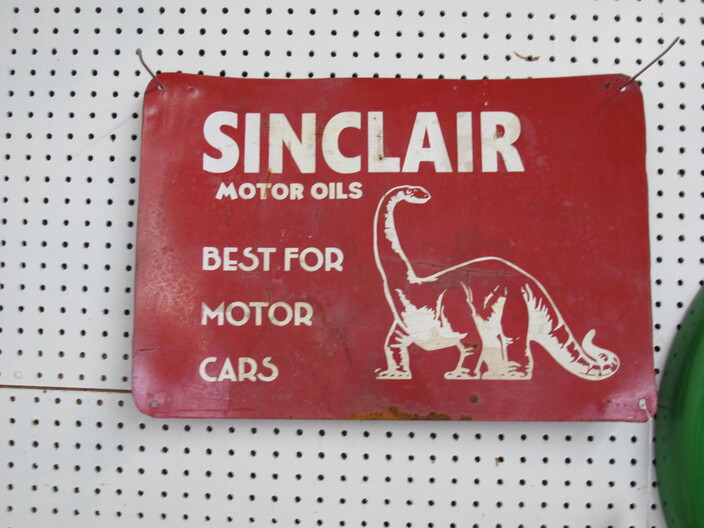 SINCLAIR
MOTOR OILS
BEST FOR
MOTOR
CARS